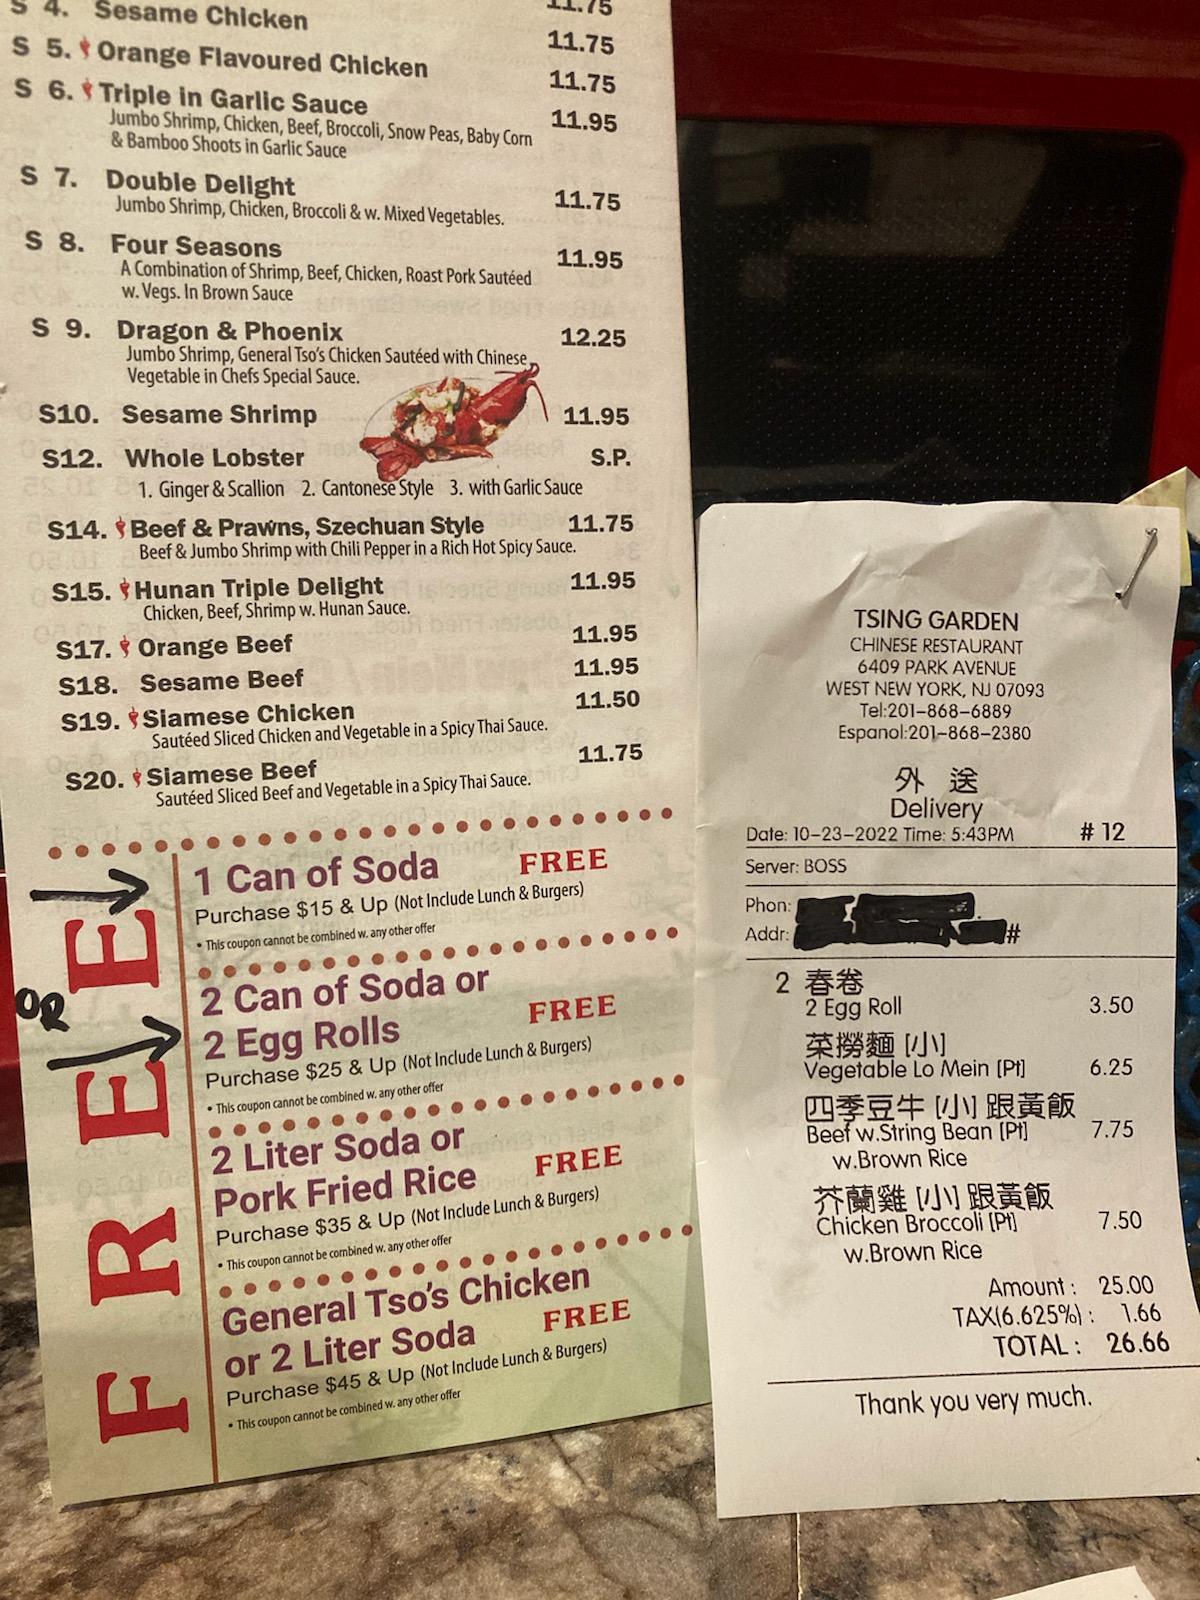 S 4. Sesame Chicken 11.75
S 5. Orange Flavoured Chicken 11.75
S 6. Triple in Garlic Sauce 11.75
Jumbo Shrimp, Chicken, Beef, Broccoli, Snow Peas, Baby Corn 11.95
& Bamboo Shoots in Garlic Sauce
S 7. Double Delight 11.75
Jumbo Shrimp, Chicken, Broccoli & w. Mixed Vegetables.
S 8. Four Seasons 11.95
A Combination of Shrimp, Beef, Chicken, Roast Pork Sautéed
w. Vegs. In Brown Sauce
S 9. Dragon & Phoenix 12.25
Jumbo Shrimp, General Tso's Chicken Sautéed with Chinese
Vegetable in Chefs Special Sauce.
S10. Sesame Shrimp 11.95
S12. Whole Lobster S.P.
1. Ginger & Scallion 2. Cantonese Style 3. with Garlic Sauce
S14. Beef & Prawns, Szechuan Style 11.75
Beef & Jumbo Shrimp with Chili Pepper in a Rich Hot Spicy Sauce.
S15. Hunan Triple Delight 11.95
Chicken, Beef, Shrimp w. Hunan Sauce.
S17. Orange Beef 11.95
S18. Sesame Beef 11.95
S19. Siamese Chicken 11.50
Sautéed Sliced Chicken and Vegetable in a Spicy Thai Sauce.
S20. Siamese Beef 11.75
Sautéed Sliced Beef and Vegetable in a Spicy Thai Sauce.
FREE
OR
1 Can of Soda FREE
Purchase $15 & Up (Not Include Lunch & Burgers)
• This coupon cannot be combined w. any other offer
2 Can of Soda or
2 Egg Rolls FREE
Purchase $25 & Up (Not Include Lunch & Burgers)
• This coupon cannot be combined w. any other offer
2 Liter Soda or
Pork Fried Rice FREE
Purchase $35 & Up (Not Include Lunch & Burgers)
• This coupon cannot be combined w. any other offer
General Tso's Chicken
or 2 Liter Soda FREE
Purchase $45 & Up (Not Include Lunch & Burgers)
• This coupon cannot be combined w. any other offer
TSING GARDEN
CHINESE RESTAURANT
6409 PARK AVENUE
WEST NEW YORK, NJ 07093
Tel:201-868-6889
Espanol:201-868-2380
外 送
Delivery
Date: 10-23-2022 Time: 5:43PM # 12
Server: BOSS
Phon:
Addr: #
2 春卷
2 Egg Roll 3.50
菜撈麵 [小]
Vegetable Lo Mein [Pt] 6.25
四季豆牛 [小] 跟黃飯
Beef w.String Bean [Pt] 7.75
w.Brown Rice
芥蘭雞 [小] 跟黃飯
Chicken Broccoli [Pt] 7.50
w.Brown Rice
Amount : 25.00
TAX(6.625%) : 1.66
TOTAL : 26.66
Thank you very much.